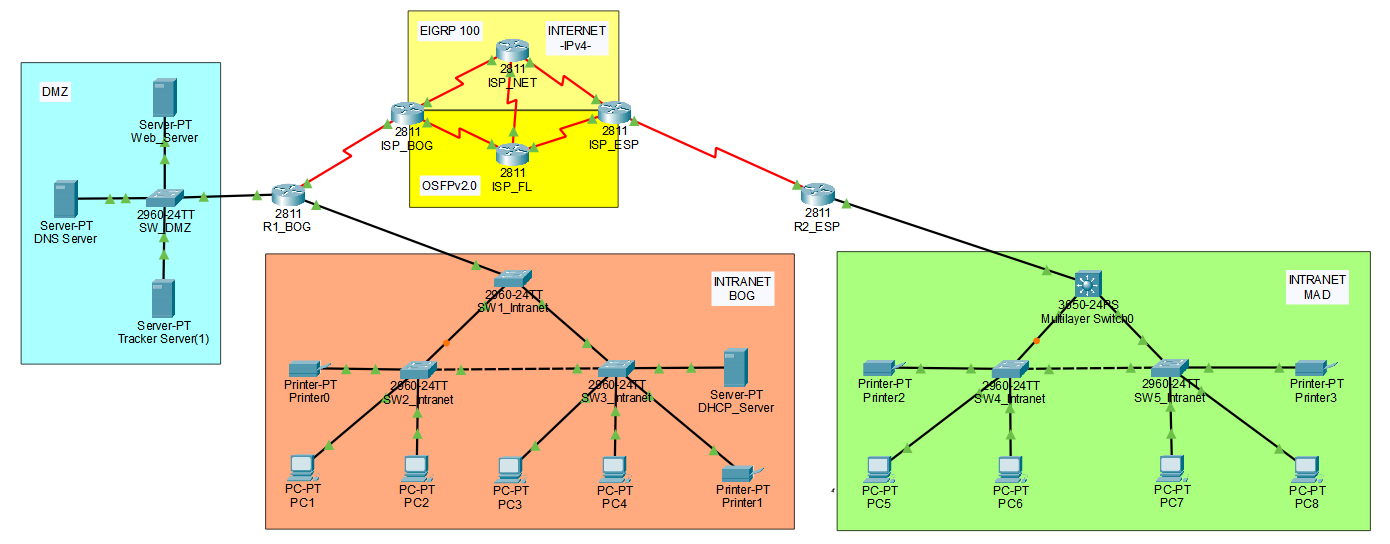 EIGRP 100
INTERNET
-IPv4-
2811
ISP_NET
DMZ
Server-PT
Web_Server
2811
ISP_BOG
2811
ISP_ESP
2811
ISP_FL
OSFPv2.0
Server-PT
DNS Server
2960-24TT
SW_DMZ
2811
R1_BOG
2811
R2_ESP
Server-PT
Tracker Server(1)
INTRANET
BOG
2960-24TT
SW1_Intranet
INTRANET
MAD
3650-24PS
Multilayer Switch0
Printer-PT
Printer0
2960-24TT
SW2_Intranet
2960-24TT
SW3_Intranet
Server-PT
DHCP_Server
Printer-PT
Printer2
2960-24TT
SW4_Intranet
2960-24TT
SW5_Intranet
Printer-PT
Printer3
PC-PT
PC1
PC-PT
PC2
PC-PT
PC3
PC-PT
PC4
Printer-PT
Printer1
PC-PT
PC5
PC-PT
PC6
PC-PT
PC7
PC-PT
PC8